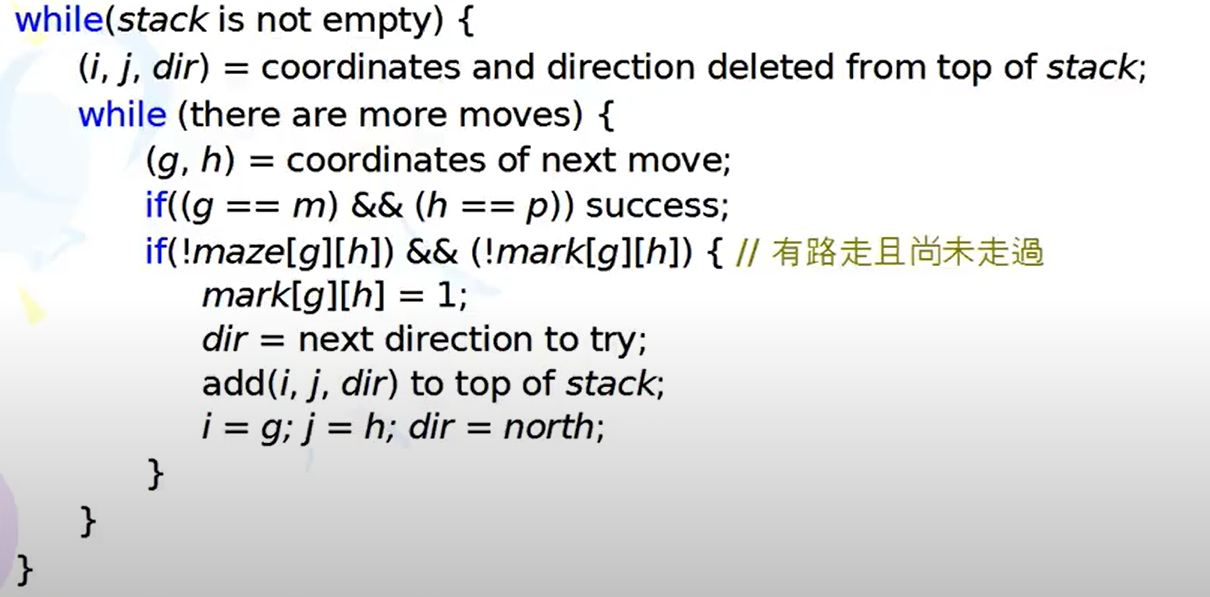 while(stack is not empty) {
(i, j, dir) = coordinates and direction deleted from top of stack;
while (there are more moves) {
(g, h) = coordinates of next move;
if((g == m) && (h == p)) success;
if(!maze[g][h]) && (!mark[g][h]) { // 有路走且尚未走過
mark[g][h] = 1;
dir = next direction to try;
add(i, j, dir) to top of stack;
i = g; j = h; dir = north;
}
}
}